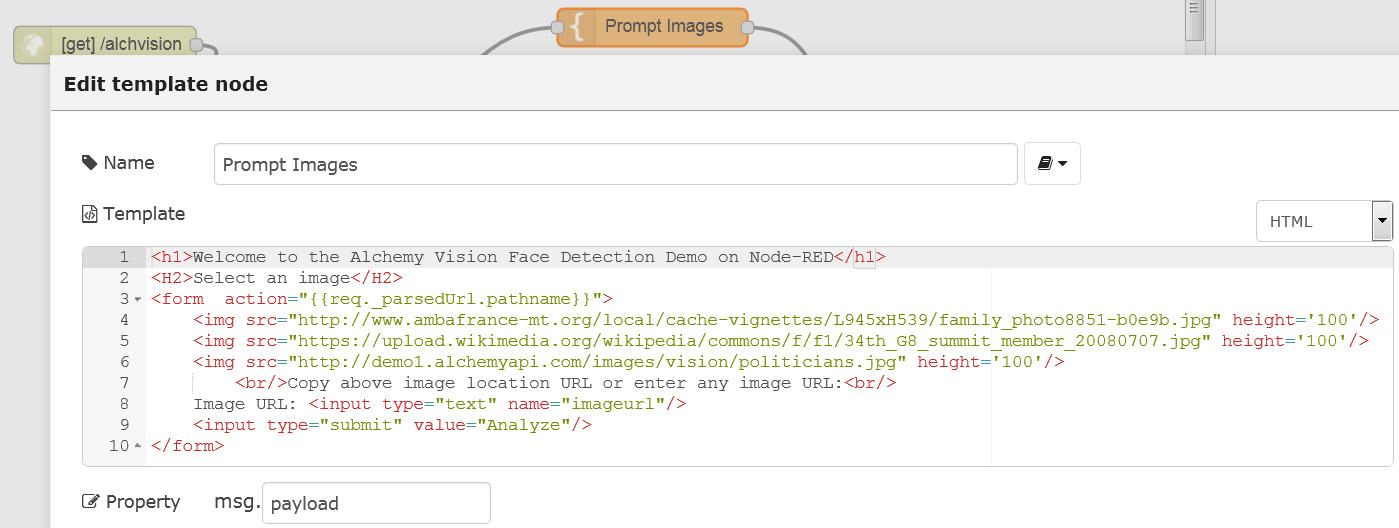 [get] /alchvision
Prompt Images
Edit template node
Name
Prompt Images
Template
HTML
1 <h1>Welcome to the Alchemy Vision Face Detection Demo on Node-RED</h1>
2 <H2>Select an image</H2>
3 <form  action="{{req._parsedUrl.pathname}}">
4     <img src="http://www.ambafrance-mt.org/local/cache-vignettes/L945xH539/family_photo8851-b0e9b.jpg" height='100'/>
5     <img src="https://upload.wikimedia.org/wikipedia/commons/f/f1/34th_G8_summit_member_20080707.jpg" height='100'/>
6     <img src="http://demo1.alchemyapi.com/images/vision/politicians.jpg" height='100'/>
7         <br/>Copy above image location URL or enter any image URL:<br/>
8     Image URL: <input type="text" name="imageurl"/>
9     <input type="submit" value="Analyze"/>
10 </form>
Property
msg.
payload